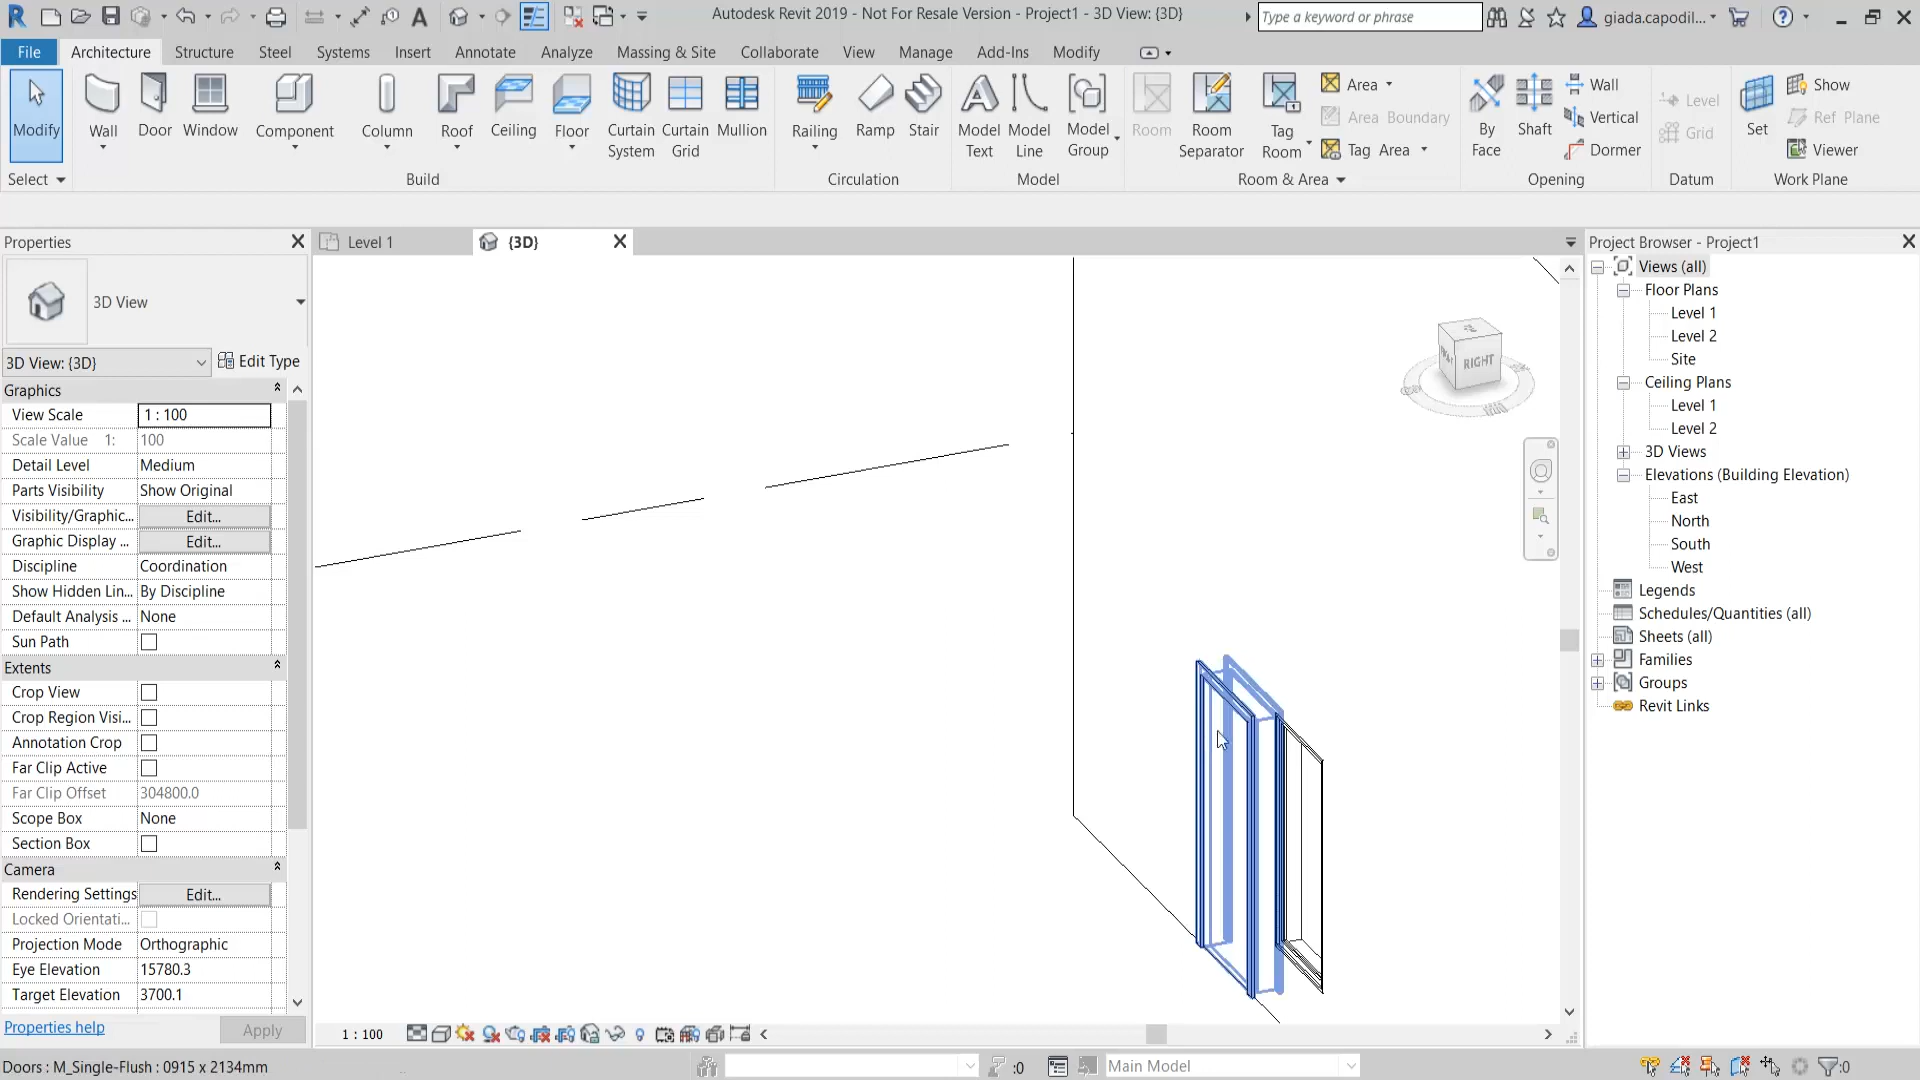 Autodesk Revit 2019 - Not For Resale Version - Project1 - 3D View: {3D}
Type a keyword or phrase
giada.capodil...
File Architecture Structure Steel Systems Insert Annotate Analyze Massing & Site Collaborate View Manage Add-Ins Modify
Modify Wall Door Window Component Column Roof Ceiling Floor Curtain System Curtain Grid Mullion Railing Ramp Stair Model Text Model Line Model Group Room Room Separator Tag Room
Area
Area Boundary
Tag Area
By Face Shaft
Wall
Vertical
Dormer
Level
Grid
Set
Show
Ref Plane
Viewer
Select Build Circulation Model Room & Area Opening Datum Work Plane
Properties
3D View
3D View: {3D} Edit Type
Graphics
View Scale 1 : 100
Scale Value 1: 100
Detail Level Medium
Parts Visibility Show Original
Visibility/Graphic... Edit...
Graphic Display ... Edit...
Discipline Coordination
Show Hidden Lin... By Discipline
Default Analysis ... None
Sun Path
Extents
Crop View
Crop Region Visi...
Annotation Crop
Far Clip Active
Far Clip Offset 304800.0
Scope Box None
Section Box
Camera
Rendering Settings Edit...
Locked Orientati...
Projection Mode Orthographic
Eye Elevation 15780.3
Target Elevation 3700.1
Properties help Apply
Level 1 {3D}
RIGHT
1 : 100
Project Browser - Project1
Views (all)
Floor Plans
Level 1
Level 2
Site
Ceiling Plans
Level 1
Level 2
3D Views
Elevations (Building Elevation)
East
North
South
West
Legends
Schedules/Quantities (all)
Sheets (all)
Families
Groups
Revit Links
Doors : M_Single-Flush : 0915 x 2134mm
:0
Main Model
:0